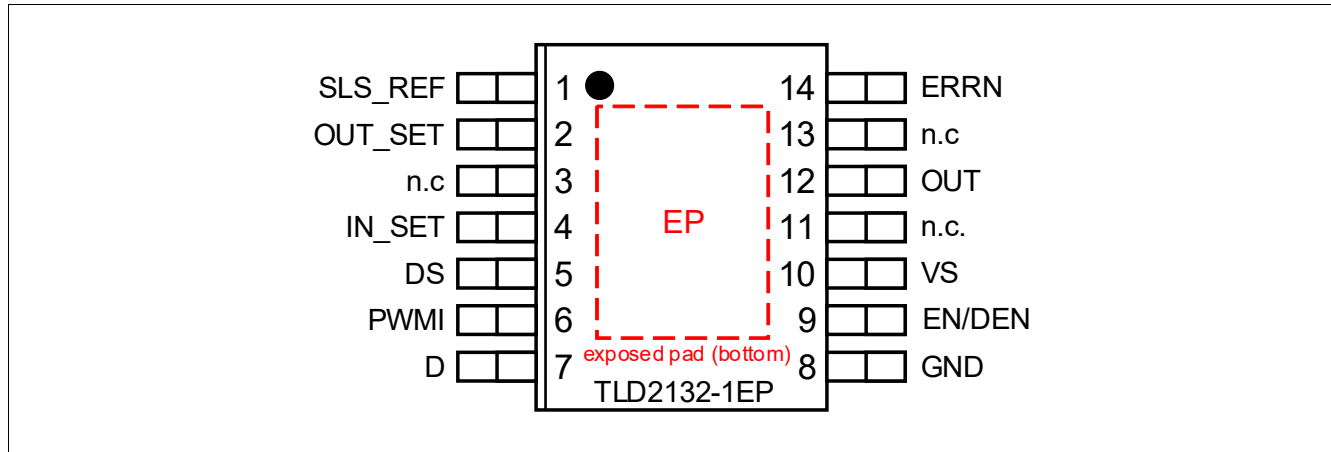 SLS_REF 1 14 ERRN
OUT_SET 2 13 n.c
n.c 3 12 OUT
IN_SET 4 EP 11 n.c.
DS 5 10 VS
PWMI 6 9 EN/DEN
exposed pad (bottom)
D 7 8 GND
TLD2132-1EP